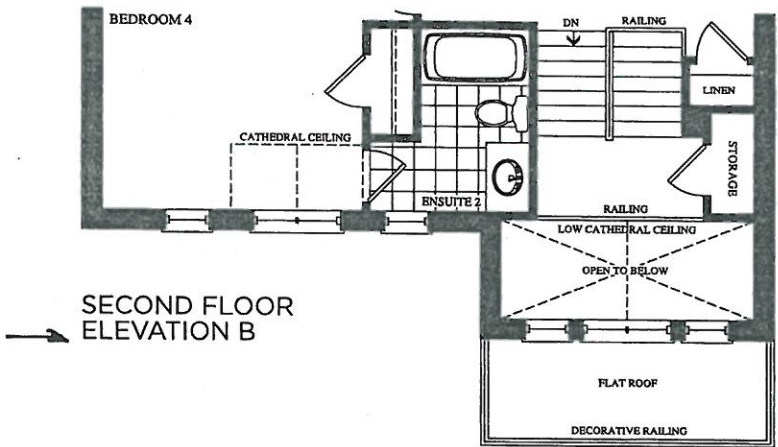 BEDROOM 4
DN
RAILING
LINEN
CATHEDRAL CEILING
STORAGE
ENSUITE 2
RAILING
LOW CATHEDRAL CEILING
OPEN TO BELOW
SECOND FLOOR
ELEVATION B
FLAT ROOF
DECORATIVE RAILING